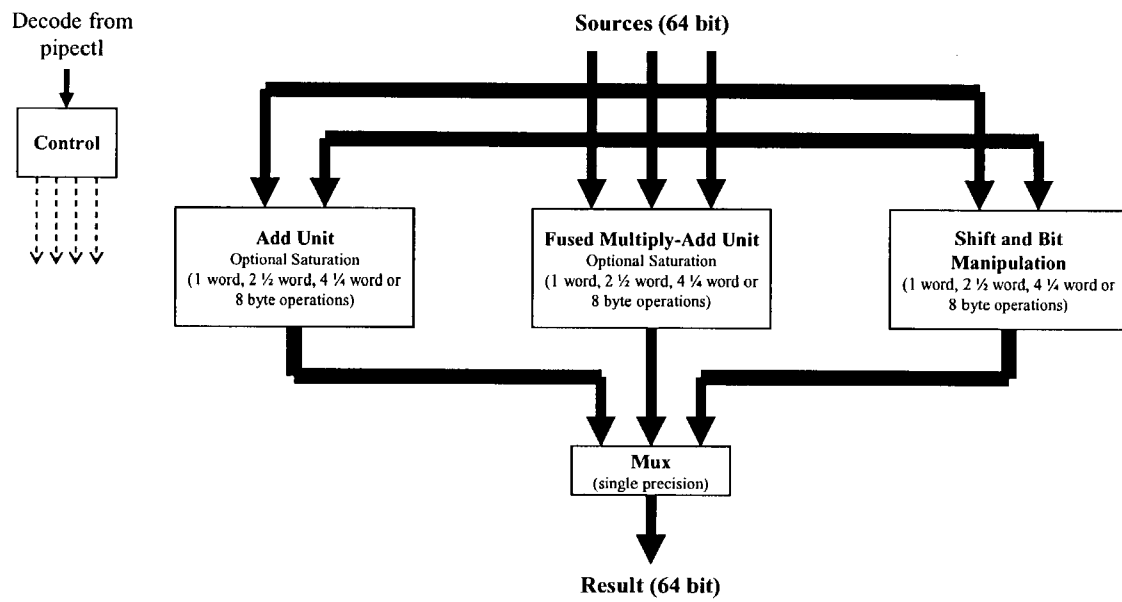 Decode from
pipectl
Control
Sources (64 bit)
Add Unit
Optional Saturation
(1 word, 2 ½ word, 4 ¼ word or
8 byte operations)
Fused Multiply-Add Unit
Optional Saturation
(1 word, 2 ½ word, 4 ¼ word or
8 byte operations)
Shift and Bit
Manipulation
(1 word, 2 ½ word, 4 ¼ word or
8 byte operations)
Mux
(single precision)
Result (64 bit)